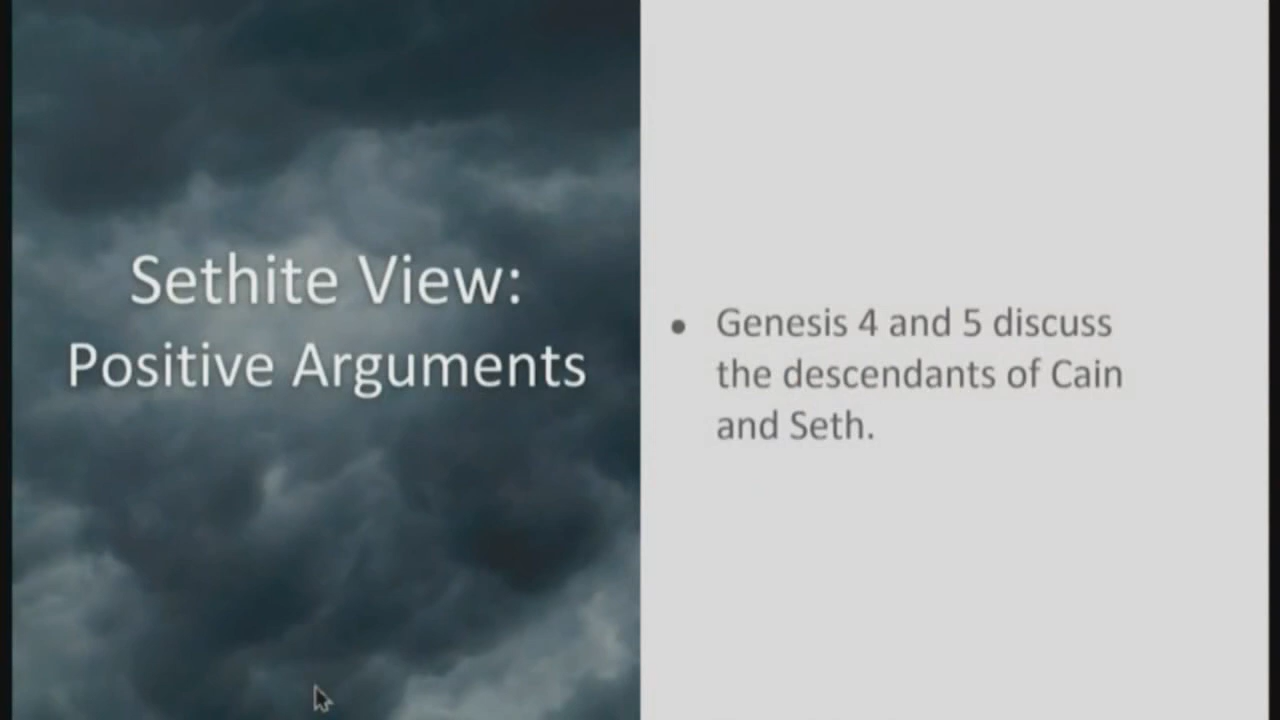 Sethite View:
Positive Arguments
• Genesis 4 and 5 discuss
the descendants of Cain
and Seth.